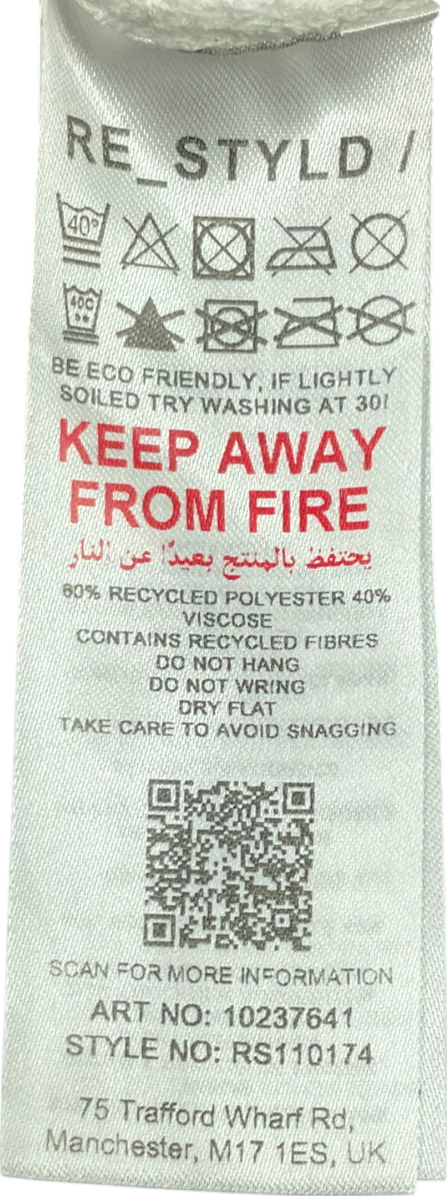 RE_STYLD /
40°
40C
BE ECO FRIENDLY, IF LIGHTLY
SOILED TRY WASHING AT 30!
KEEP AWAY
FROM FIRE
يحتفظ بالمنتج بعيدًا عن النار
60% RECYCLED POLYESTER 40%
VISCOSE
CONTAINS RECYCLED FIBRES
DO NOT HANG
DO NOT WRING
DRY FLAT
TAKE CARE TO AVOID SNAGGING
SCAN FOR MORE INFORMATION
ART NO: 10237641
STYLE NO: RS110174
75 Trafford Wharf Rd,
Manchester, M17 1ES, UK